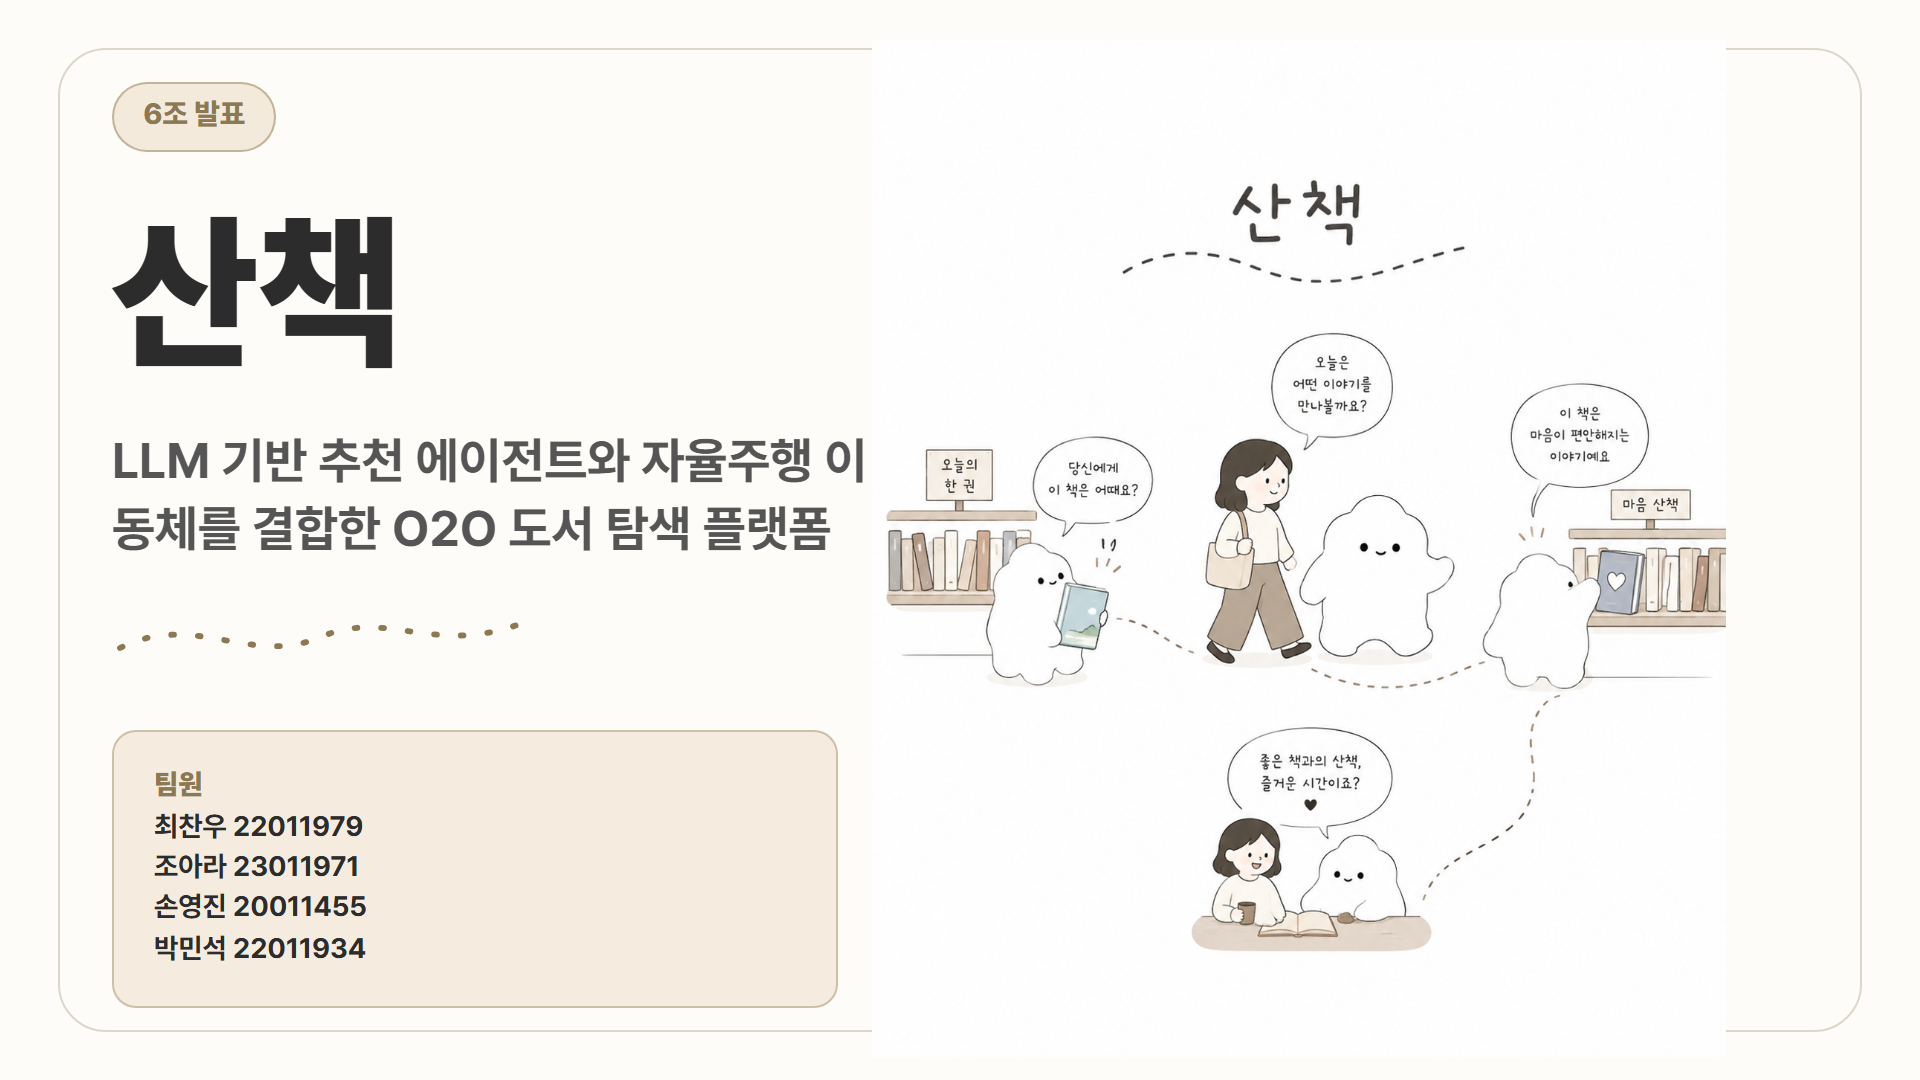 6조 발표
산책
LLM 기반 추천 에이전트와 자율주행 이
동체를 결합한 O2O 도서 탐색 플랫폼
팀원
최찬우 22011979
조아라 23011971
손영진 20011455
박민석 22011934
산책
오늘은
어떤 이야기를
만나볼까요?
이 책은
마음이 편안해지는
이야기예요
오늘의
한 권
당신에게
이 책은 어때요?
마음 산책
좋은 책과의 산책,
즐거운 시간이죠?